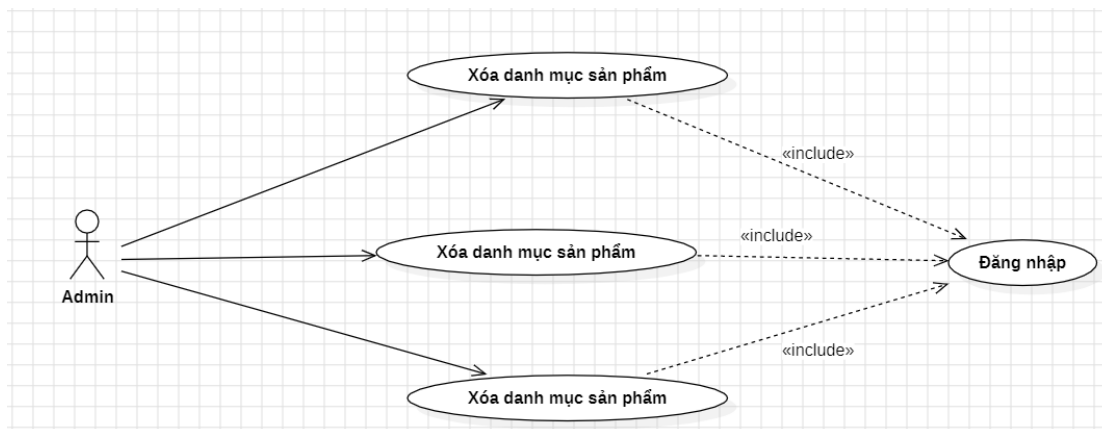 Xóa danh mục sản phẩm
«include»
«include»
Xóa danh mục sản phẩm
Đăng nhập
Admin
«include»
Xóa danh mục sản phẩm